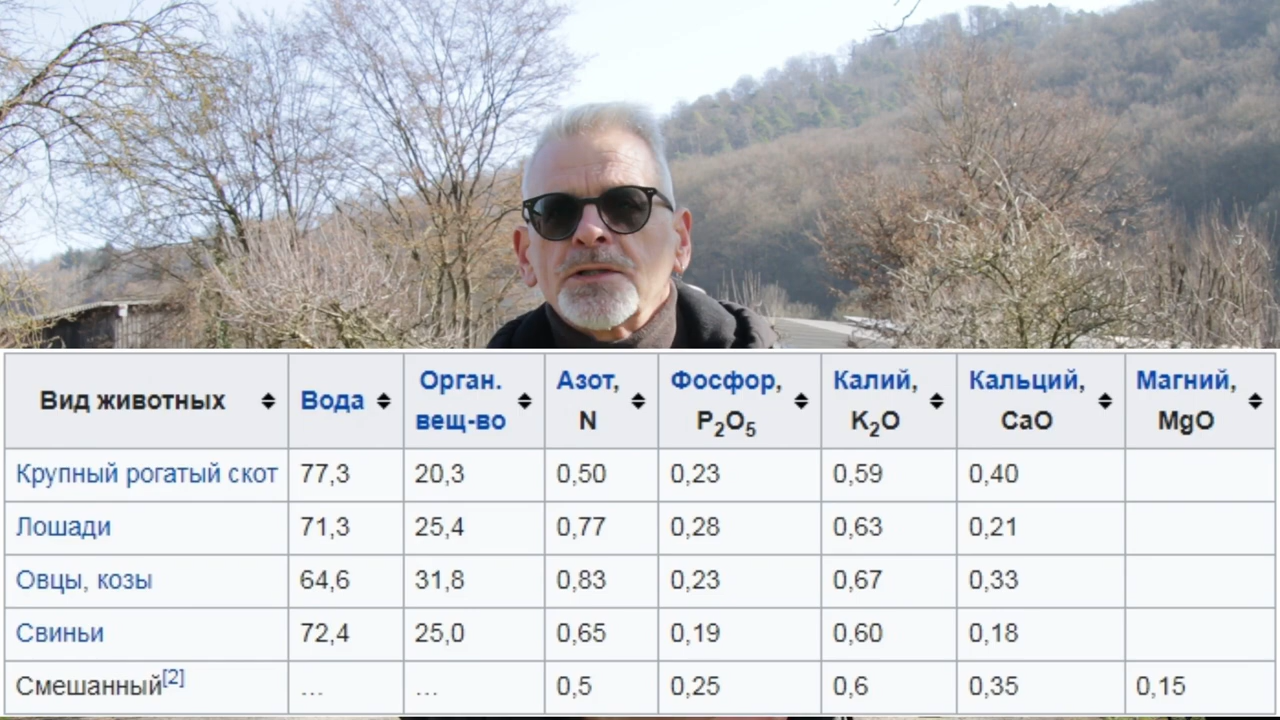 Вид животных Вода Орган. вещ-во Азот, N Фосфор, P₂O₅ Калий, K₂O Кальций, CaO Магний, MgO
Крупный рогатый скот 77,3 20,3 0,50 0,23 0,59 0,40
Лошади 71,3 25,4 0,77 0,28 0,63 0,21
Овцы, козы 64,6 31,8 0,83 0,23 0,67 0,33
Свиньи 72,4 25,0 0,65 0,19 0,60 0,18
Смешанный[2] ... ... 0,5 0,25 0,6 0,35 0,15